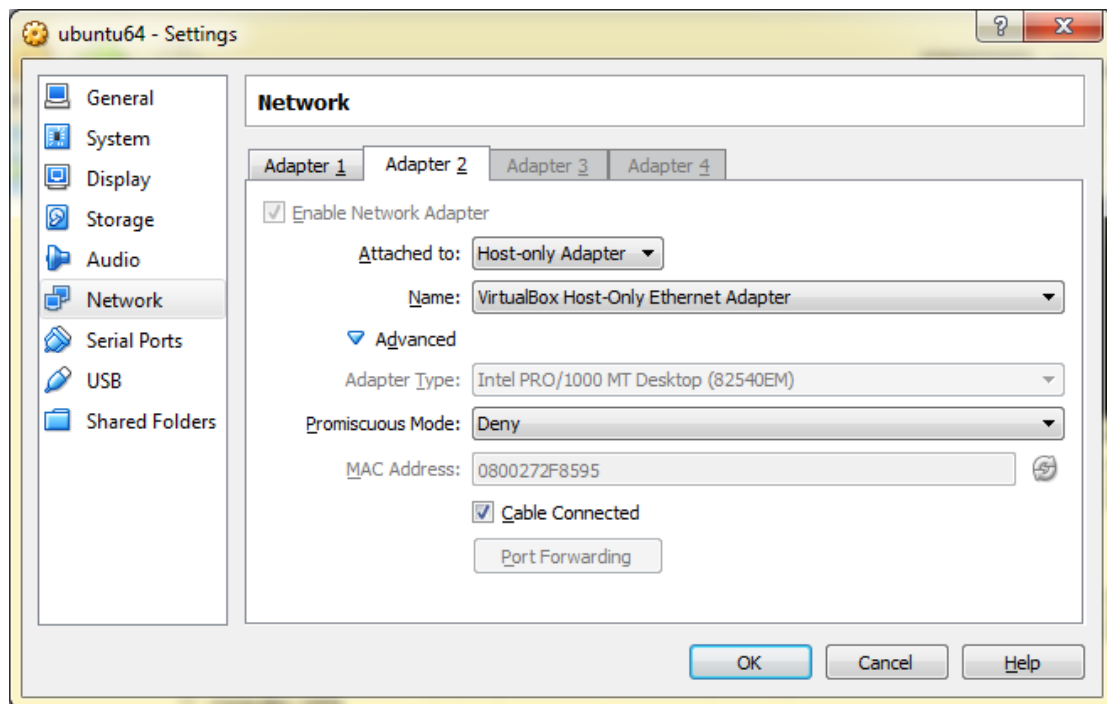 ubuntu64 - Settings
General
System
Display
Storage
Audio
Network
Serial Ports
USB
Shared Folders
Network
Adapter 1 Adapter 2 Adapter 3 Adapter 4
Enable Network Adapter
Attached to: Host-only Adapter
Name: VirtualBox Host-Only Ethernet Adapter
Advanced
Adapter Type: Intel PRO/1000 MT Desktop (82540EM)
Promiscuous Mode: Deny
MAC Address: 0800272F8595
Cable Connected
Port Forwarding
OK Cancel Help